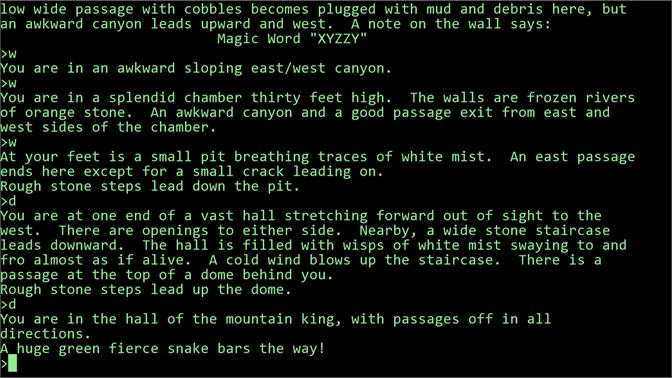 low wide passage with cobbles becomes plugged with mud and debris here, but
an awkward canyon leads upward and west.  A note on the wall says:
                         Magic Word "XYZZY"
>w
You are in an awkward sloping east/west canyon.
>w
You are in a splendid chamber thirty feet high.  The walls are frozen rivers
of orange stone.  An awkward canyon and a good passage exit from east and
west sides of the chamber.
>w
At your feet is a small pit breathing traces of white mist.  An east passage
ends here except for a small crack leading on.
Rough stone steps lead down the pit.
>d
You are at one end of a vast hall stretching forward out of sight to the
west.  There are openings to either side.  Nearby, a wide stone staircase
leads downward.  The hall is filled with wisps of white mist swaying to and
fro almost as if alive.  A cold wind blows up the staircase.  There is a
passage at the top of a dome behind you.
Rough stone steps lead up the dome.
>d
You are in the hall of the mountain king, with passages off in all
directions.
A huge green fierce snake bars the way!
>